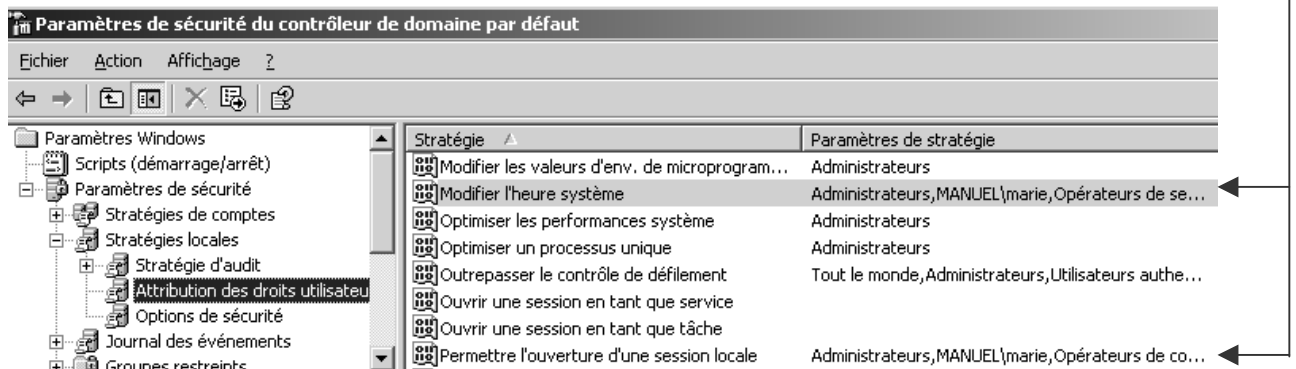 Paramètres de sécurité du contrôleur de domaine par défaut
Fichier Action Affichage ?
Paramètres Windows
Scripts (démarrage/arrêt)
Paramètres de sécurité
Stratégies de comptes
Stratégies locales
Stratégie d'audit
Attribution des droits utilisateu
Options de sécurité
Journal des événements
Groupes restreints
Stratégie Paramètres de stratégie
Modifier les valeurs d'env. de microprogram... Administrateurs
Modifier l'heure système Administrateurs,MANUEL\marie,Opérateurs de se...
Optimiser les performances système Administrateurs
Optimiser un processus unique Administrateurs
Outrepasser le contrôle de défilement Tout le monde,Administrateurs,Utilisateurs authe...
Ouvrir une session en tant que service
Ouvrir une session en tant que tâche
Permettre l'ouverture d'une session locale Administrateurs,MANUEL\marie,Opérateurs de co...